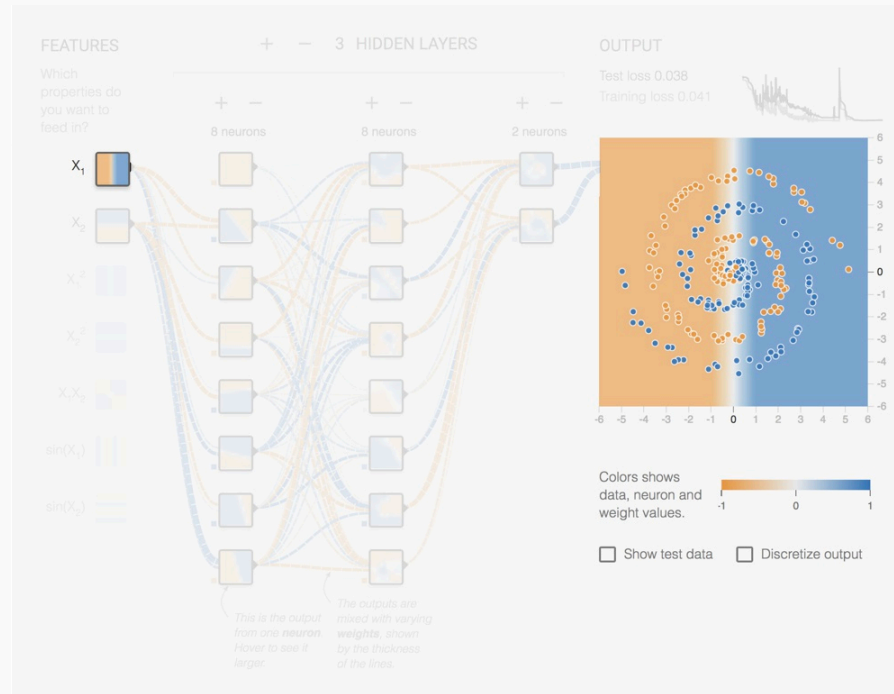 FEATURES
Which
properties do
you want to
feed in?
X₁
X₂
X₁²
X₂²
X₁X₂
sin(X₁)
sin(X₂)
+ − 3 HIDDEN LAYERS
+ −
8 neurons
+ −
8 neurons
+ −
2 neurons
This is the output
from one neuron.
Hover to see it
larger.
The outputs are
mixed with varying
weights, shown
by the thickness
of the lines.
OUTPUT
Test loss 0.038
Training loss 0.041
6
5
4
3
2
1
0
-1
-2
-3
-4
-5
-6
-6 -5 -4 -3 -2 -1 0 1 2 3 4 5 6
Colors shows
data, neuron and
weight values.
-1 0 1
Show test data
Discretize output